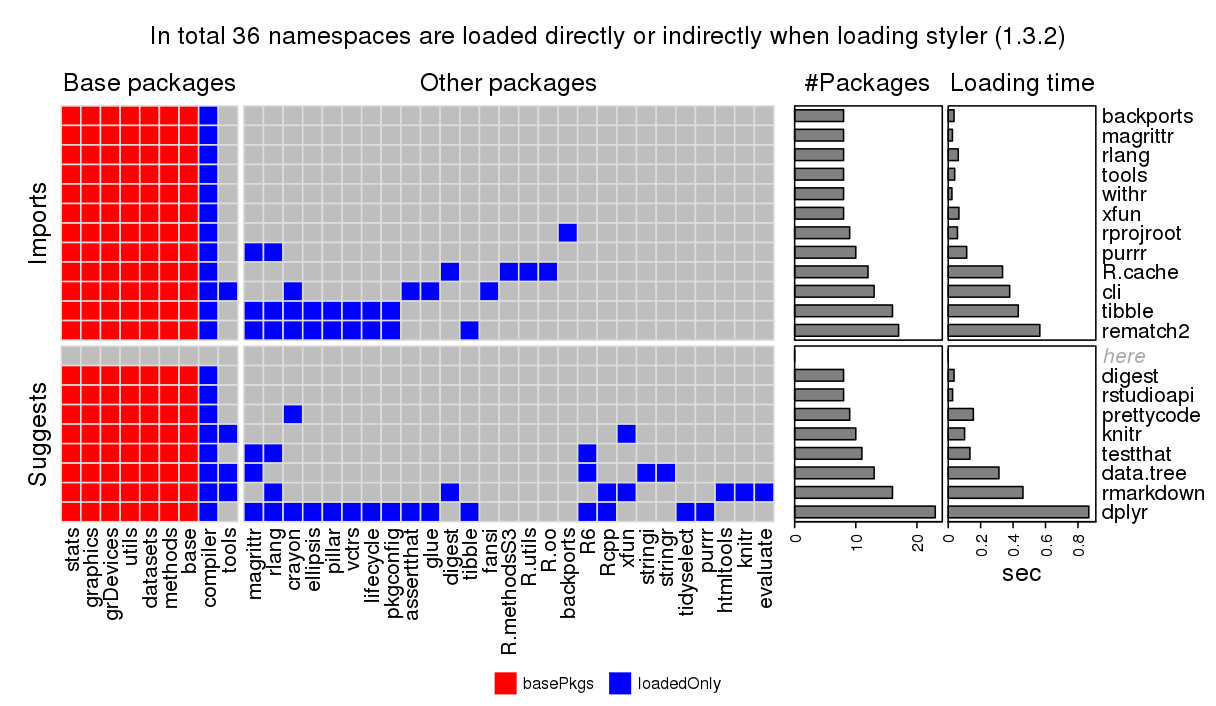 In total 36 namespaces are loaded directly or indirectly when loading styler (1.3.2)
Base packages
Other packages
#Packages
Loading time
Imports
backports
magrittr
rlang
tools
withr
xfun
rprojroot
purrr
R.cache
cli
tibble
rematch2
Suggests
here
digest
rstudioapi
prettycode
knitr
testthat
data.tree
rmarkdown
dplyr
stats
graphics
grDevices
utils
datasets
methods
base
compiler
tools
magrittr
rlang
crayon
ellipsis
pillar
vctrs
lifecycle
pkgconfig
assertthat
glue
digest
tibble
fansi
R.methodsS3
R.utils
R.oo
backports
R6
Rcpp
xfun
stringi
stringr
tidyselect
purrr
htmltools
knitr
evaluate
0
10
20
0
0.2
0.4
0.6
0.8
sec
basePkgs
loadedOnly